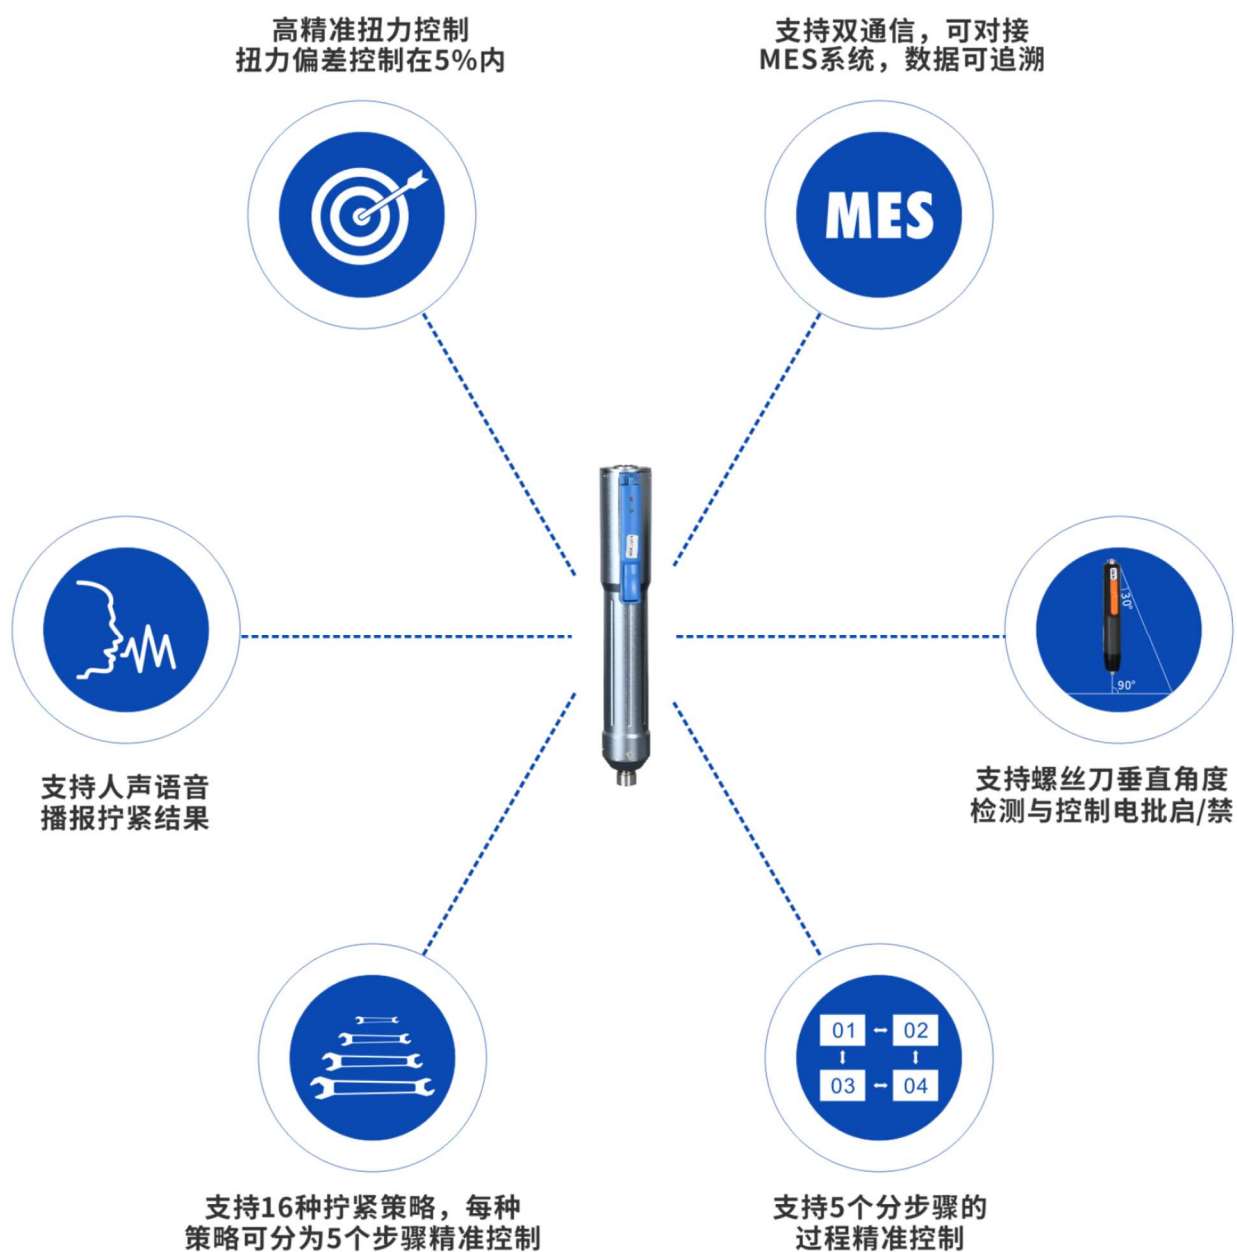 高精准扭力控制
扭力偏差控制在5%内
支持双通信，可对接
MES系统，数据可追溯
MES
30°
90°
支持人声语音
播报拧紧结果
支持螺丝刀垂直角度
检测与控制电批启/禁
01
02
03
04
支持16种拧紧策略，每种
策略可分为5个步骤精准控制
支持5个分步骤的
过程精准控制